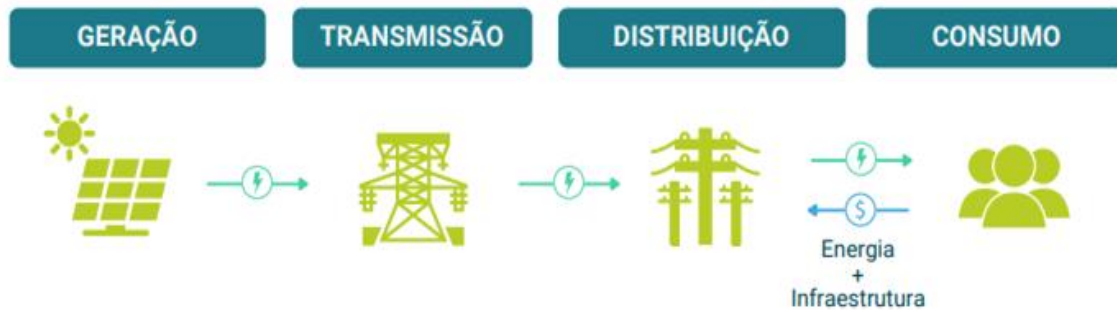 GERAÇÃO
TRANSMISSÃO
DISTRIBUIÇÃO
CONSUMO
$
Energia
+
Infraestrutura